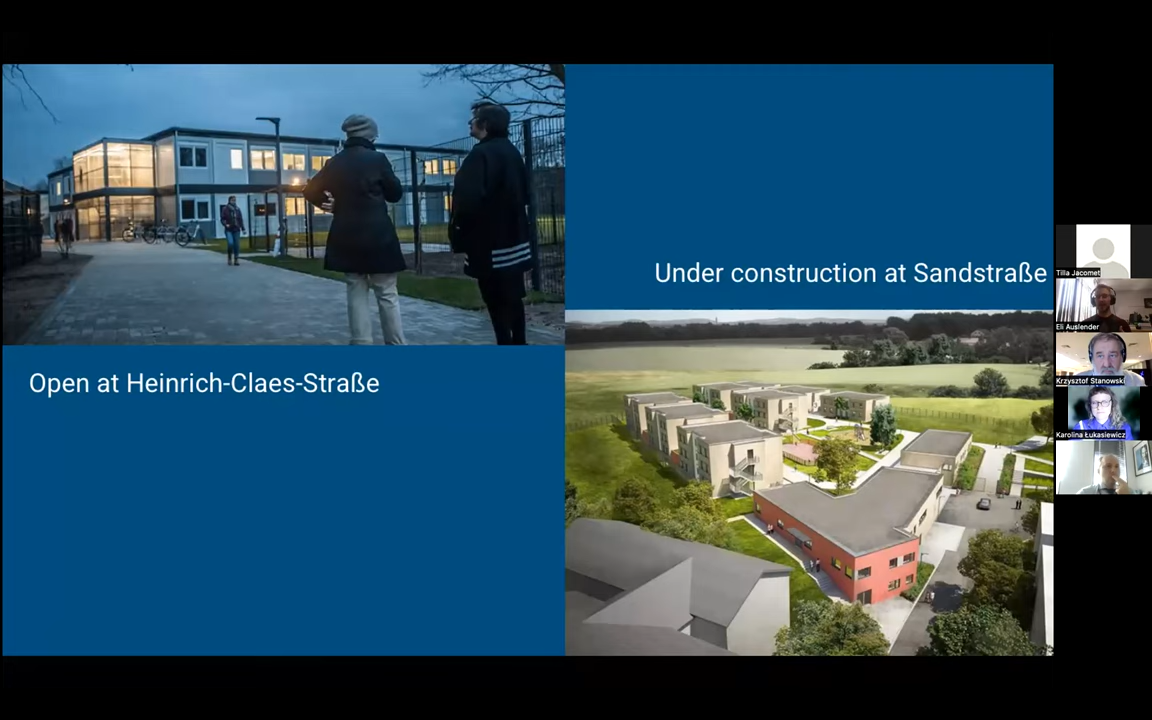 Under construction at Sandstraße
Open at Heinrich-Claes-Straße
Tilla Jacomet
Eli Auslender
Krzysztof Stanowski
Karolina Łukasiewicz